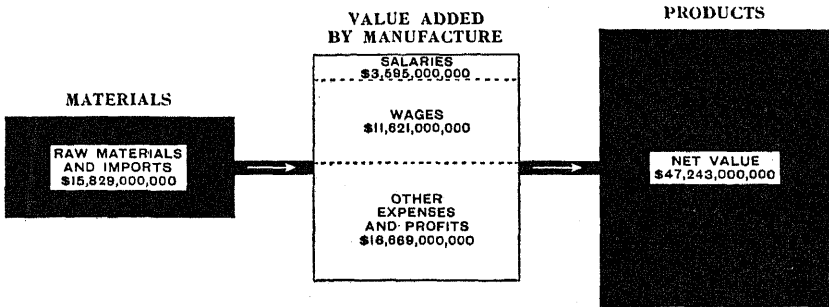 PRODUCTS
VALUE ADDED
BY MANUFACTURE
SALARIES
$3,595,000,000
MATERIALS
WAGES
$11,621,000,000
RAW MATERIALS
AND IMPORTS
$15,829,000,000
NET VALUE
$47,243,000,000
OTHER
EXPENSES
AND PROFITS
$16,669,000,000